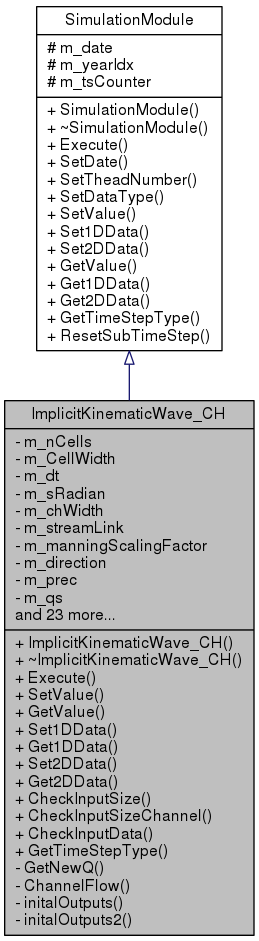 SimulationModule
# m_date
# m_yearIdx
# m_tsCounter
+ SimulationModule()
+ ~SimulationModule()
+ Execute()
+ SetDate()
+ SetTheadNumber()
+ SetDataType()
+ SetValue()
+ Set1DData()
+ Set2DData()
+ GetValue()
+ Get1DData()
+ Get2DData()
+ GetTimeStepType()
+ ResetSubTimeStep()
ImplicitKinematicWave_CH
- m_nCells
- m_CellWidth
- m_dt
- m_sRadian
- m_chWidth
- m_streamLink
- m_manningScalingFactor
- m_direction
- m_prec
- m_qs
and 23 more...
+ ImplicitKinematicWave_CH()
+ ~ImplicitKinematicWave_CH()
+ Execute()
+ SetValue()
+ GetValue()
+ Set1DData()
+ Get1DData()
+ Set2DData()
+ Get2DData()
+ CheckInputSize()
+ CheckInputSizeChannel()
+ CheckInputData()
+ GetTimeStepType()
- GetNewQ()
- ChannelFlow()
- initalOutputs()
- initalOutputs2()